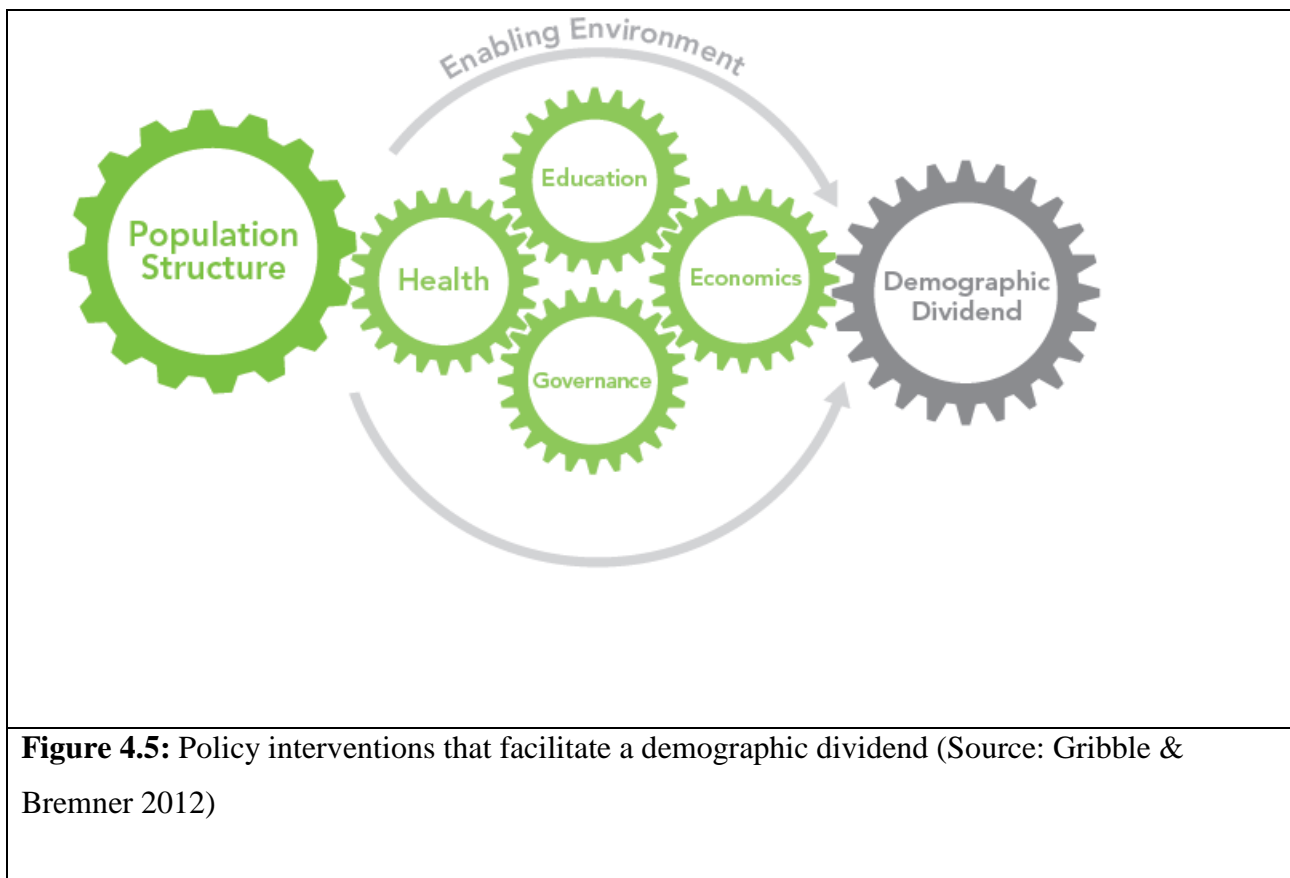 Enabling Environment
Population
Structure
Health
Education
Governance
Economics
Demographic
Dividend
Figure 4.5: Policy interventions that facilitate a demographic dividend (Source: Gribble &
Bremner 2012)